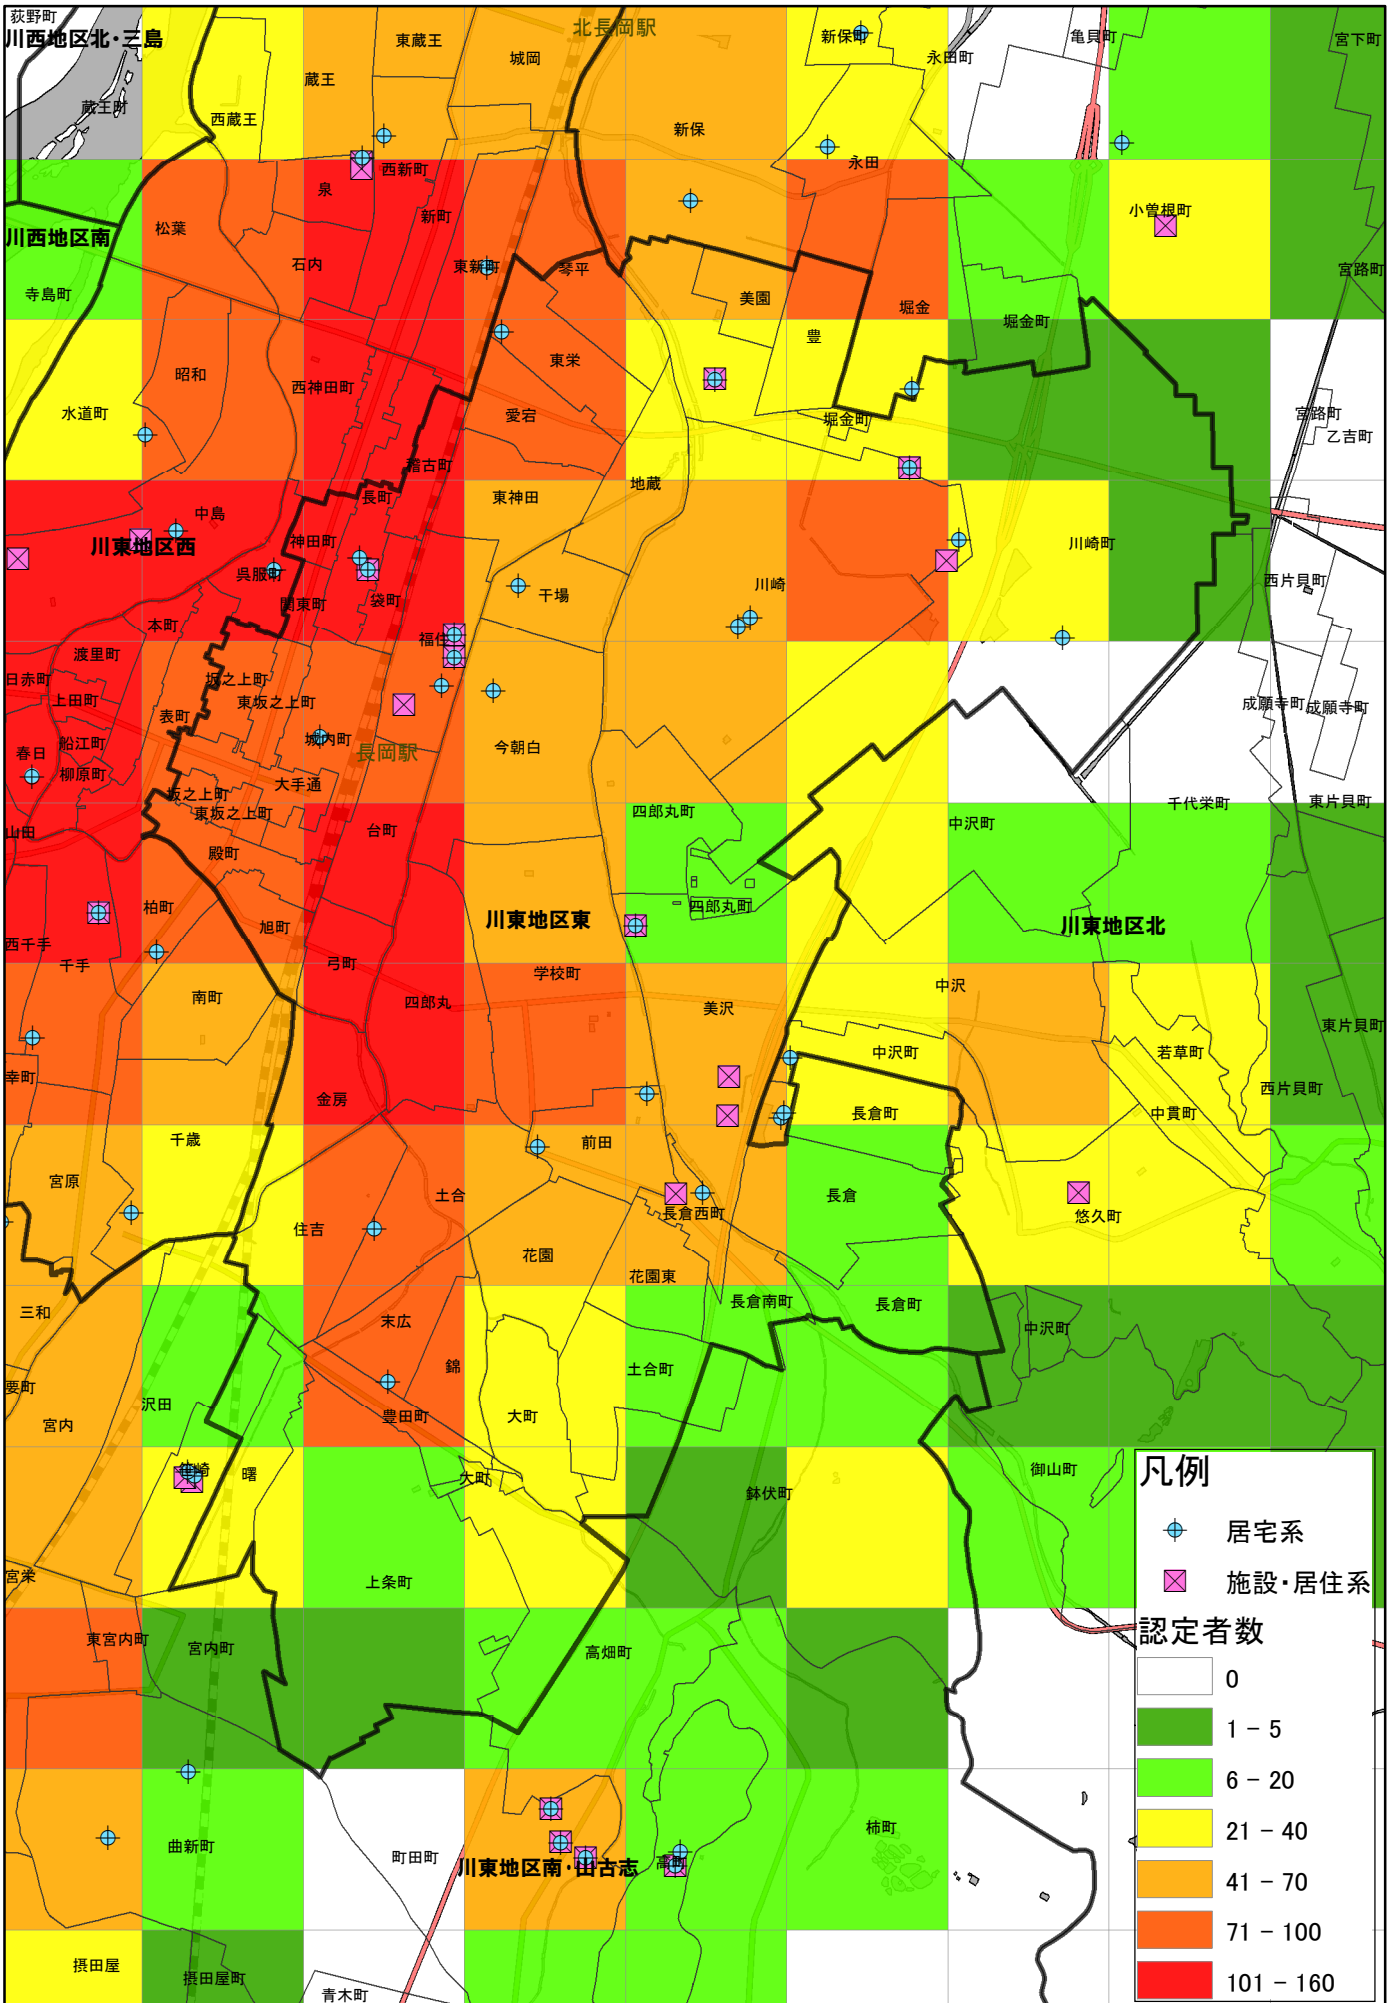 荻野町
川西地区北・三島
東蔵王
城岡
北長岡駅
新保町
永田町
亀貝町
宮下町
蔵王
蔵王町
西蔵王
新保
永田
泉
西新町
新町
松葉
小曽根町
川西地区南
石内
東新町
琴平
宮路町
寺島町
美園
堀金
堀金町
豊
昭和
東栄
西神田町
水道町
愛宕
堀金町
宮路町
乙吉町
稽古町
地蔵
東神田
長町
中島
神田町
川崎町
川東地区西
呉服町
川崎
西片貝町
関東町
袋町
干場
本町
福住
渡里町
日赤町
坂之上町
上田町
東坂之上町
成願寺町
成願寺町
表町
船江町
城内町
今朝白
春日
長岡駅
柳原町
大手通
坂之上町
東坂之上町
四郎丸町
千代栄町
東片貝町
山田
台町
中沢町
殿町
柏町
四郎丸町
川東地区東
川東地区北
旭町
西千手
千手
弓町
学校町
南町
四郎丸
美沢
中沢
東片貝町
中沢町
若草町
幸町
金房
西片貝町
長倉町
中貫町
千歳
前田
宮原
土合
長倉
長倉西町
悠久町
住吉
花園
花園東
長倉南町
長倉町
三和
末広
中沢町
錦
土合町
要町
沢田
宮内
豊田町
大町
笹崎
曙
大町
鉢伏町
御山町
宮栄
上条町
東宮内町
宮内町
高畑町
曲新町
町田町
川東地区南・山古志
高町
柿町
摂田屋
摂田屋町
青木町
凡例
居宅系
施設・居住系
認定者数
0
1 - 5
6 - 20
21 - 40
41 - 70
71 - 100
101 - 160